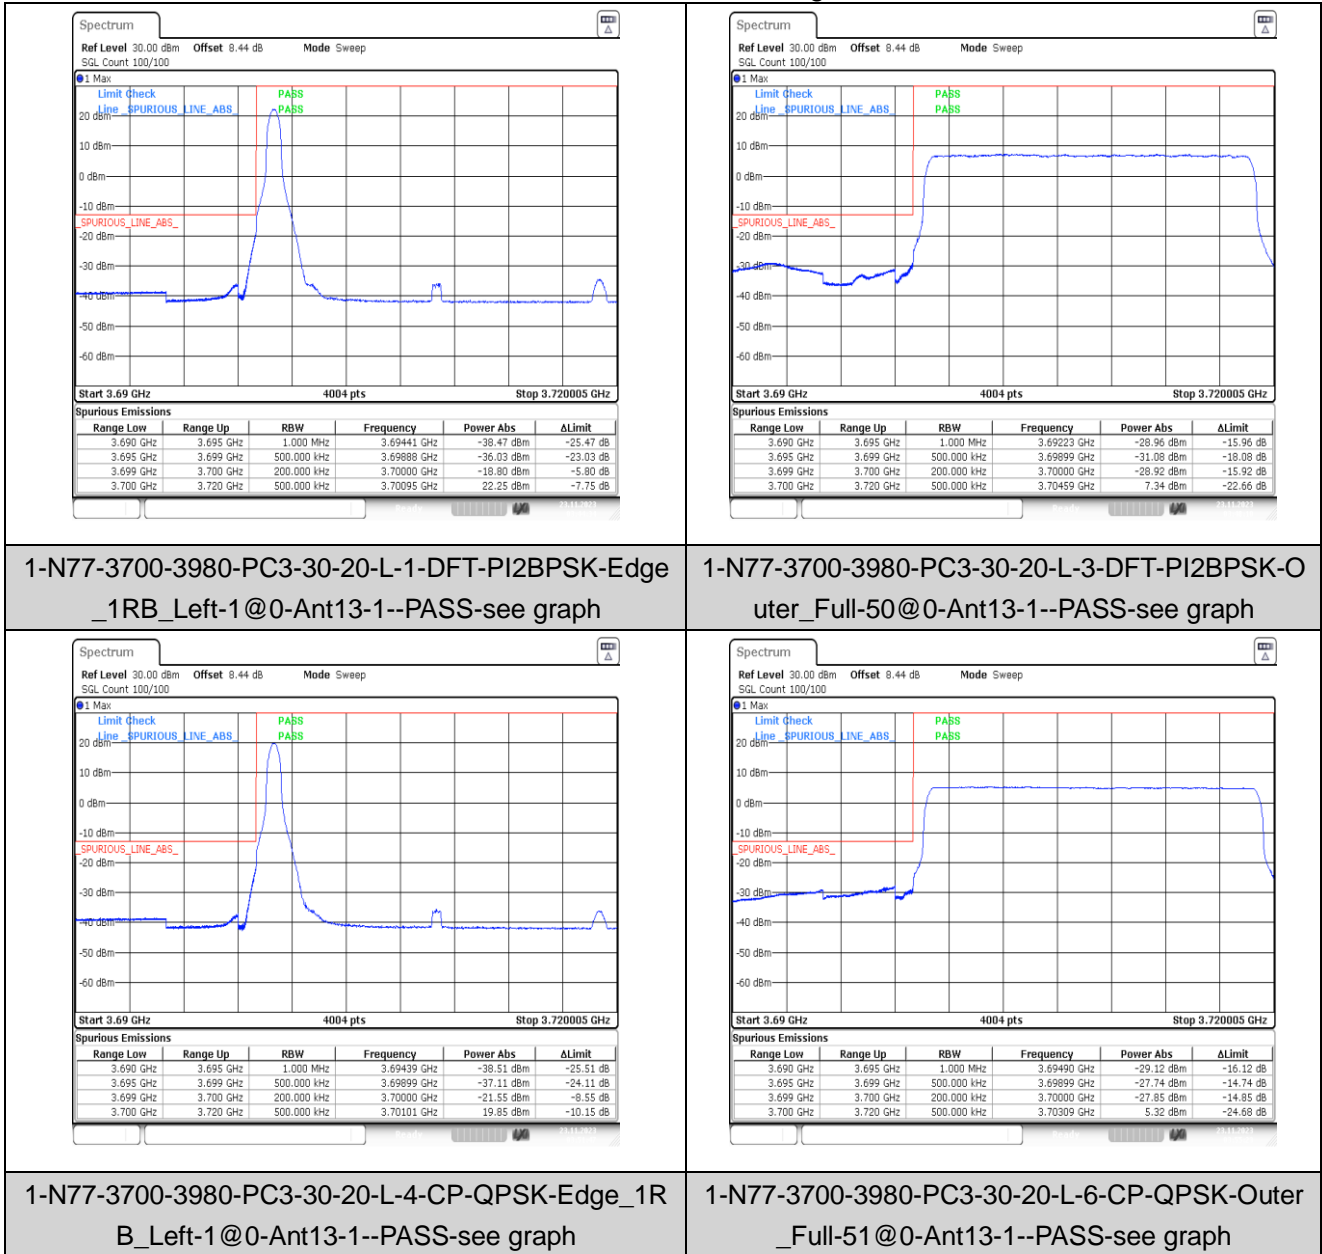 Spectrum
Ref Level 30.00 dBm Offset 8.44 dB Mode Sweep
SGL Count 100/100
1 Max
Limit Check PASS
Line _SPURIOUS_LINE_ABS_ PASS
20 dBm
10 dBm
0 dBm
-10 dBm
_SPURIOUS_LINE_ABS_
-20 dBm
-30 dBm
-40 dBm
-50 dBm
-60 dBm
Start 3.69 GHz 4004 pts Stop 3.720005 GHz
Spurious Emissions
Range Low Range Up RBW Frequency Power Abs ΔLimit
3.690 GHz 3.695 GHz 1.000 MHz 3.69441 GHz -38.47 dBm -25.47 dB
3.695 GHz 3.699 GHz 500.000 kHz 3.69888 GHz -36.03 dBm -23.03 dB
3.699 GHz 3.700 GHz 200.000 kHz 3.70000 GHz -18.80 dBm -5.80 dB
3.700 GHz 3.720 GHz 500.000 kHz 3.70095 GHz 22.25 dBm -7.75 dB
1-N77-3700-3980-PC3-30-20-L-1-DFT-PI2BPSK-Edge
_1RB_Left-1@0-Ant13-1--PASS-see graph
Spectrum
Ref Level 30.00 dBm Offset 8.44 dB Mode Sweep
SGL Count 100/100
1 Max
Limit Check PASS
Line _SPURIOUS_LINE_ABS_ PASS
20 dBm
10 dBm
0 dBm
-10 dBm
_SPURIOUS_LINE_ABS_
-20 dBm
-30 dBm
-40 dBm
-50 dBm
-60 dBm
Start 3.69 GHz 4004 pts Stop 3.720005 GHz
Spurious Emissions
Range Low Range Up RBW Frequency Power Abs ΔLimit
3.690 GHz 3.695 GHz 1.000 MHz 3.69223 GHz -28.96 dBm -15.96 dB
3.695 GHz 3.699 GHz 500.000 kHz 3.69899 GHz -31.08 dBm -18.08 dB
3.699 GHz 3.700 GHz 200.000 kHz 3.70000 GHz -28.92 dBm -15.92 dB
3.700 GHz 3.720 GHz 500.000 kHz 3.70459 GHz 7.34 dBm -22.66 dB
1-N77-3700-3980-PC3-30-20-L-3-DFT-PI2BPSK-O
uter_Full-50@0-Ant13-1--PASS-see graph
Spectrum
Ref Level 30.00 dBm Offset 8.44 dB Mode Sweep
SGL Count 100/100
1 Max
Limit Check PASS
Line _SPURIOUS_LINE_ABS_ PASS
20 dBm
10 dBm
0 dBm
-10 dBm
_SPURIOUS_LINE_ABS_
-20 dBm
-30 dBm
-40 dBm
-50 dBm
-60 dBm
Start 3.69 GHz 4004 pts Stop 3.720005 GHz
Spurious Emissions
Range Low Range Up RBW Frequency Power Abs ΔLimit
3.690 GHz 3.695 GHz 1.000 MHz 3.69439 GHz -38.51 dBm -25.51 dB
3.695 GHz 3.699 GHz 500.000 kHz 3.69899 GHz -37.11 dBm -24.11 dB
3.699 GHz 3.700 GHz 200.000 kHz 3.70000 GHz -21.55 dBm -8.55 dB
3.700 GHz 3.720 GHz 500.000 kHz 3.70101 GHz 19.85 dBm -10.15 dB
1-N77-3700-3980-PC3-30-20-L-4-CP-QPSK-Edge_1R
B_Left-1@0-Ant13-1--PASS-see graph
Spectrum
Ref Level 30.00 dBm Offset 8.44 dB Mode Sweep
SGL Count 100/100
1 Max
Limit Check PASS
Line _SPURIOUS_LINE_ABS_ PASS
20 dBm
10 dBm
0 dBm
-10 dBm
_SPURIOUS_LINE_ABS_
-20 dBm
-30 dBm
-40 dBm
-50 dBm
-60 dBm
Start 3.69 GHz 4004 pts Stop 3.720005 GHz
Spurious Emissions
Range Low Range Up RBW Frequency Power Abs ΔLimit
3.690 GHz 3.695 GHz 1.000 MHz 3.69490 GHz -29.12 dBm -16.12 dB
3.695 GHz 3.699 GHz 500.000 kHz 3.69899 GHz -27.74 dBm -14.74 dB
3.699 GHz 3.700 GHz 200.000 kHz 3.70000 GHz -27.85 dBm -14.85 dB
3.700 GHz 3.720 GHz 500.000 kHz 3.70309 GHz 5.32 dBm -24.68 dB
1-N77-3700-3980-PC3-30-20-L-6-CP-QPSK-Outer
_Full-51@0-Ant13-1--PASS-see graph